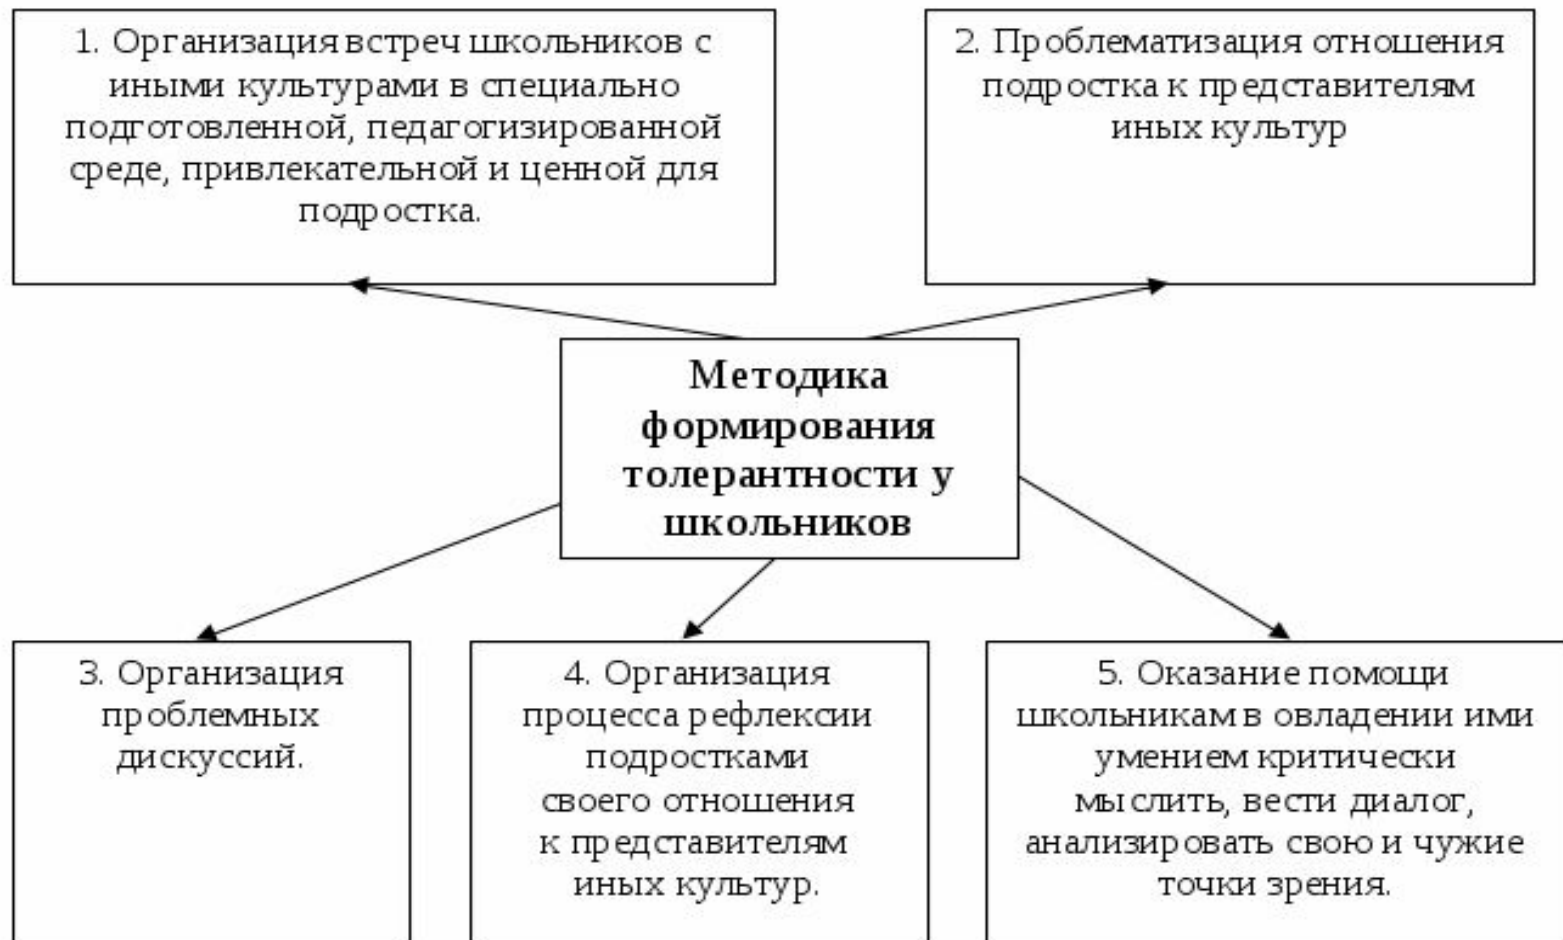 1. Организация встреч школьников с
иными культурами в специально
подготовленной, педагогизированной
среде, привлекательной и ценной для
подростка.
2. Проблематизация отношения
подростка к представителям
иных культур
Методика
формирования
толерантности у
школьников
3. Организация
проблемных
дискуссий.
4. Организация
процесса рефлексии
подростками
своего отношения
к представителям
иных культур.
5. Оказание помощи
школьникам в овладении ими
умением критически
мыслить, вести диалог,
анализировать свою и чужие
точки зрения.